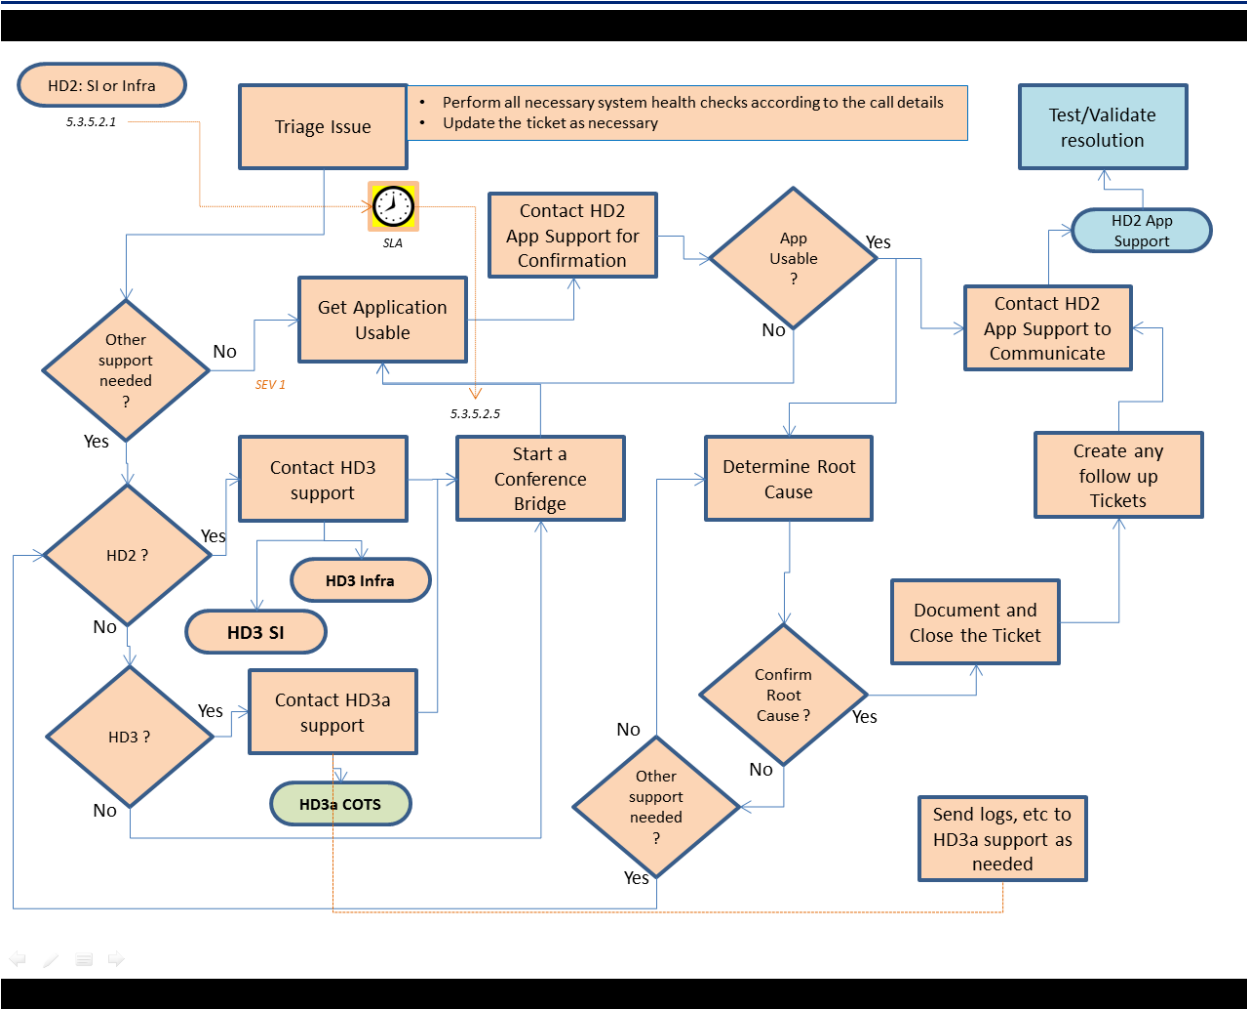 HD2: SI or Infra
5.3.5.2.1
Triage Issue
• Perform all necessary system health checks according to the call details
• Update the ticket as necessary
Test/Validate
resolution
HD2 App
Support
SLA
Contact HD2
App Support for
Confirmation
App
Usable
?
Yes
No
Get Application
Usable
Contact HD2
App Support to
Communicate
Other
support
needed
?
No
SEV 1
Yes
5.3.5.2.5
Contact HD3
support
Start a
Conference
Bridge
Determine Root
Cause
Create any
follow up
Tickets
HD2 ?
Yes
No
HD3 Infra
HD3 SI
Document and
Close the Ticket
Contact HD3a
support
HD3 ?
Yes
No
HD3a COTS
Confirm
Root
Cause ?
Yes
No
Other
support
needed
?
No
Yes
Send logs, etc to
HD3a support as
needed